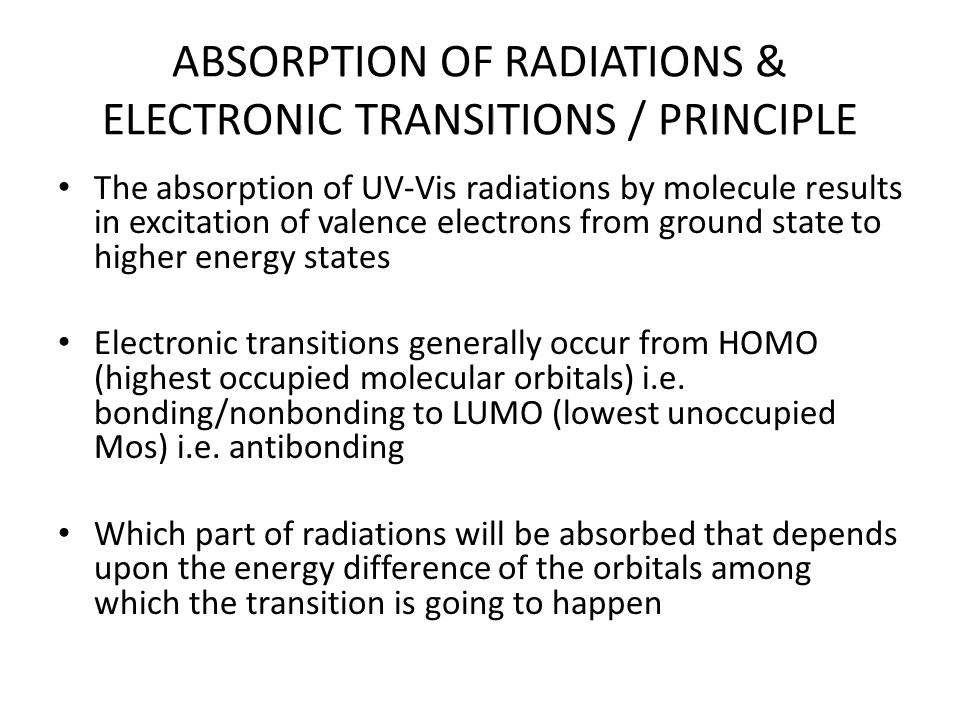 ABSORPTION OF RADIATIONS &
ELECTRONIC TRANSITIONS / PRINCIPLE
• The absorption of UV-Vis radiations by molecule results
in excitation of valence electrons from ground state to
higher energy states
• Electronic transitions generally occur from HOMO
(highest occupied molecular orbitals) i.e.
bonding/nonbonding to LUMO (lowest unoccupied
Mos) i.e. antibonding
• Which part of radiations will be absorbed that depends
upon the energy difference of the orbitals among
which the transition is going to happen